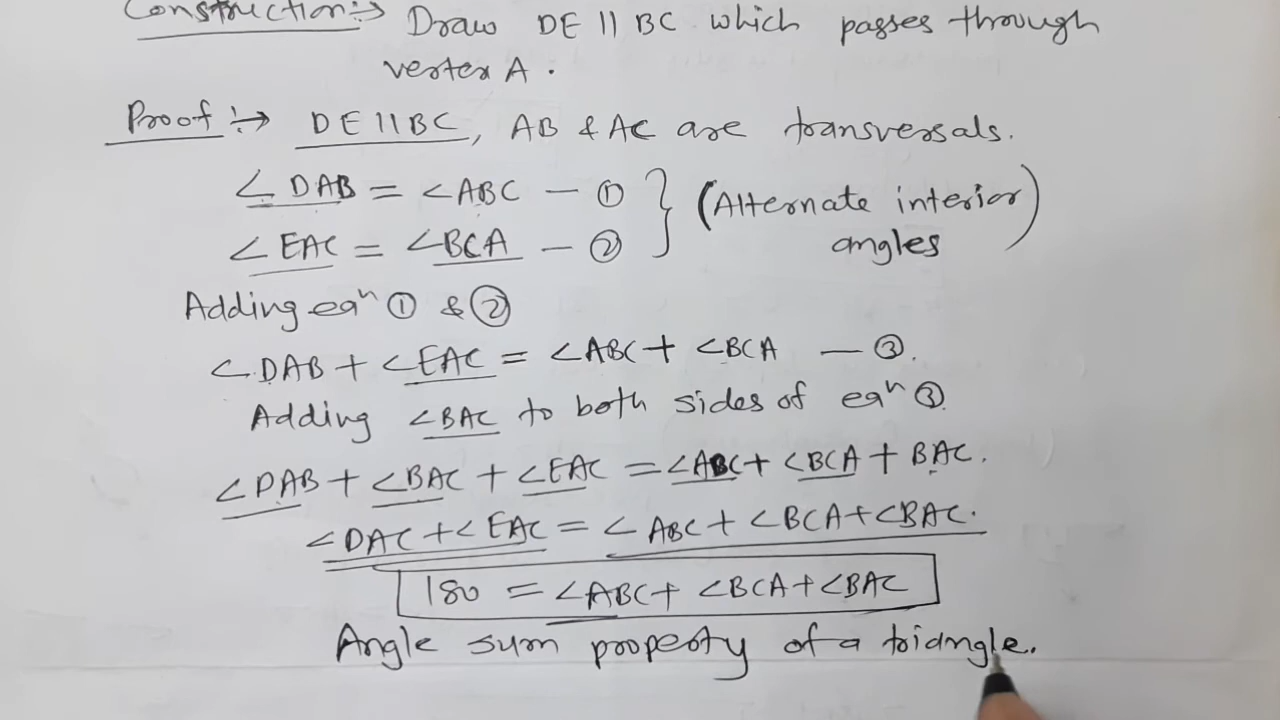 Construction :→ Draw DE || BC which passes through
vertex A.
Proof :→ DE||BC, AB & AC are transversals.
∠DAB = ∠ABC — ① } (Alternate interior
∠EAC = ∠BCA — ② angles)
Adding eqⁿ ① & ②
∠DAB + ∠EAC = ∠ABC + ∠BCA — ③.
Adding ∠BAC to both sides of eqⁿ ③.
∠DAB + ∠BAC + ∠EAC = ∠ABC + ∠BCA + BAC.
∠DAC + ∠EAC = ∠ABC + ∠BCA + ∠BAC.
180 = ∠ABC + ∠BCA + ∠BAC
Angle sum property of a triangle.